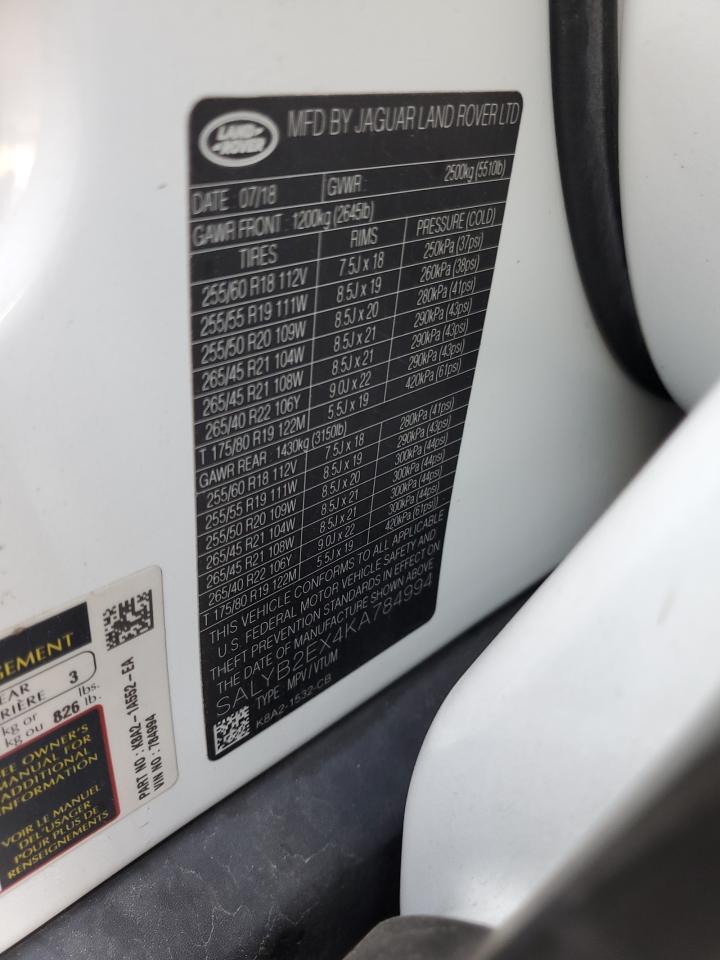 LAND ROVER
MFD BY JAGUAR LAND ROVER LTD
DATE 07/18 GVWR: 2500kg (5510lb)
GAWR FRONT 1200kg (2645lb)
TIRES RIMS PRESSURE (COLD)
255/60 R18 112V 7.5J x 18 250kPa (37psi)
255/55 R19 111W 8.5J x 19 260kPa (38psi)
255/50 R20 109W 8.5J x 20 280kPa (41psi)
265/45 R21 104W 8.5J x 21 290kPa (43psi)
265/45 R21 108W 8.5J x 21 290kPa (43psi)
265/40 R22 106Y 9.0J x 22 290kPa (43psi)
T 175/80 R19 122M 5.5J x 19 420kPa (61psi)
GAWR REAR 1430kg (3150lb)
255/60 R18 112V 7.5J x 18 280kPa (41psi)
255/55 R19 111W 8.5J x 19 290kPa (43psi)
255/50 R20 109W 8.5J x 20 300kPa (44psi)
265/45 R21 104W 8.5J x 21 300kPa (44psi)
265/45 R21 108W 8.5J x 21 300kPa (44psi)
265/40 R22 106Y 9.0J x 22 300kPa (44psi)
T 175/80 R19 122M 5.5J x 19 420kPa (61psi)
THIS VEHICLE CONFORMS TO ALL APPLICABLE
U.S. FEDERAL MOTOR VEHICLE SAFETY AND
THEFT PREVENTION STANDARDS IN EFFECT ON
THE DATE OF MANUFACTURE SHOWN ABOVE
SALYB2EX4KA784994
TYPE: MPV / VTUM
K8A2-1532-CB
3
kg or lbs.
kg ou 826 lb.
MANUAL FOR
ADDITIONAL
INFORMATION
VOIR LE MANUEL
DE L'USAGER
POUR PLUS DE
RENSEIGNEMENTS
PART NO : K8A2-1A552-EA
VIN NO : 784994